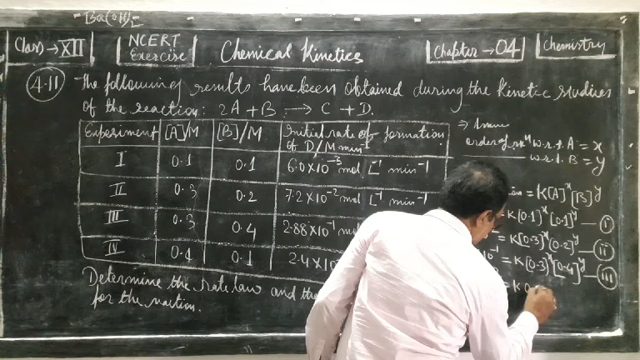 Ba(OH)
Class → XII
NCERT
Exercise
Chemical Kinetics
Chapter → 04
Chemistry
4.11 The following results have been obtained during the Kinetic studies
of the reaction: 2A + B → C + D.
Experiment [A]/M [B]/M Initial rate of formation
of D/M min⁻¹
I 0.1 0.1 6.0×10⁻³ mol L⁻¹ min⁻¹
II 0.3 0.2 7.2×10⁻² mol L⁻¹ min⁻¹
III 0.3 0.4 2.88×10⁻¹ mol
IV 0.4 0.1 2.4×10
Determine the rate law and the
for the reaction.
order of w.r.t. A = x
w.r.t. B = y
= K[A]ˣ[B]ʸ
= K[0.1]ˣ[0.1]ʸ — i
= K[0.3]ˣ[0.2]ʸ — ii
10⁻¹ = K[0.3]ˣ[0.4]ʸ — iii
= K